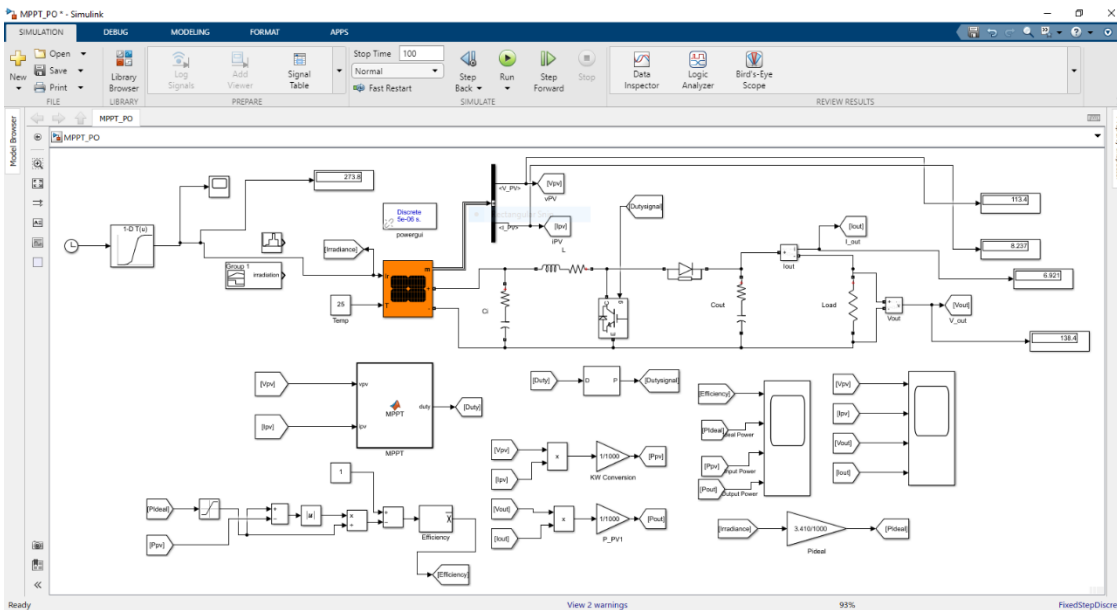 MPPT_PO * - Simulink
SIMULATION DEBUG MODELING FORMAT APPS
New
Open
Save
Print
FILE
Library Browser
LIBRARY
Log Signals
Add Viewer
Signal Table
PREPARE
Stop Time 100
Normal
Fast Restart
Step Back
Run
Step Forward
Stop
SIMULATE
Data Inspector
Logic Analyzer
Bird's-Eye Scope
REVIEW RESULTS
Model Browser
MPPT_PO
MPPT_PO
1-D T(u)
273.8
Discrete
5e-06 s.
powergui
<V_PV>
[Vpv]
vPV
[Ipv]
iPV
L
[Dutysignal]
113.4
[Iout]
I_out
8.237
6.921
[Irradiance]
Group 1
irradiation
Ir
T
m
+
-
25
Temp
Ci
g
C
E
Cout
Iout
Load
Vout
[Vout]
V_out
138.4
[Vpv]
vpv
[Ipv]
ipv
MPPT
duty
[Duty]
MPPT
[Duty]
D
P
[Dutysignal]
[Efficiency]
[PIdeal]
Ideal Power
[Ppv]
Input Power
[Pout]
Output Power
[Vpv]
[Ipv]
[Vout]
[Iout]
[Vpv]
[Ipv]
x
1/1000
[Ppv]
KW Conversion
[Vout]
[Iout]
x
1/1000
[Pout]
P_PV1
1
[PIdeal]
[Ppv]
|u|
Efficiency
[Efficiency]
[Irradiance]
3.410/1000
[PIdeal]
PIdeal
Ready View 2 warnings 93% FixedStepDiscre